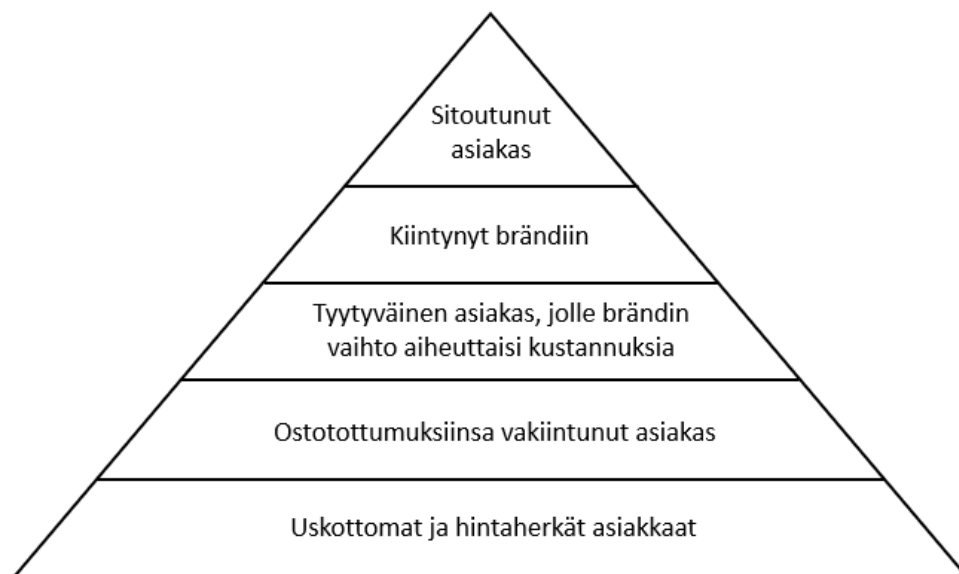 Sitoutunut
asiakas
Kiintynyt brändiin
Tyytyväinen asiakas, jolle brändin
vaihto aiheuttaisi kustannuksia
Ostotottumuksiinsa vakiintunut asiakas
Uskottomat ja hintaherkät asiakkaat